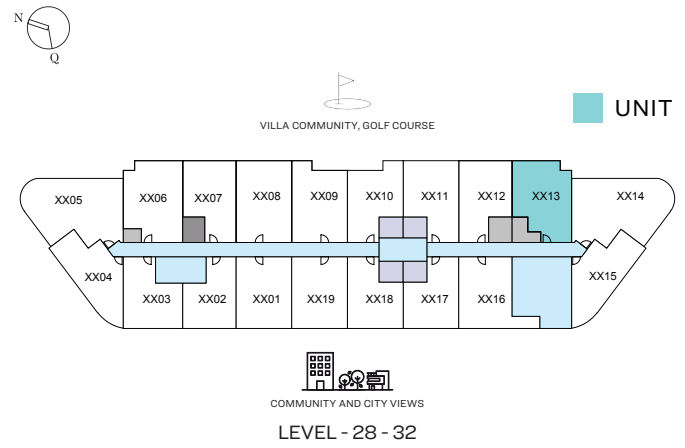 N
Q
VILLA COMMUNITY, GOLF COURSE
UNIT
XX05 XX06 XX07 XX08 XX09 XX10 XX11 XX12 XX13 XX14
XX04 XX03 XX02 XX01 XX19 XX18 XX17 XX16 XX15
COMMUNITY AND CITY VIEWS
LEVEL - 28 - 32